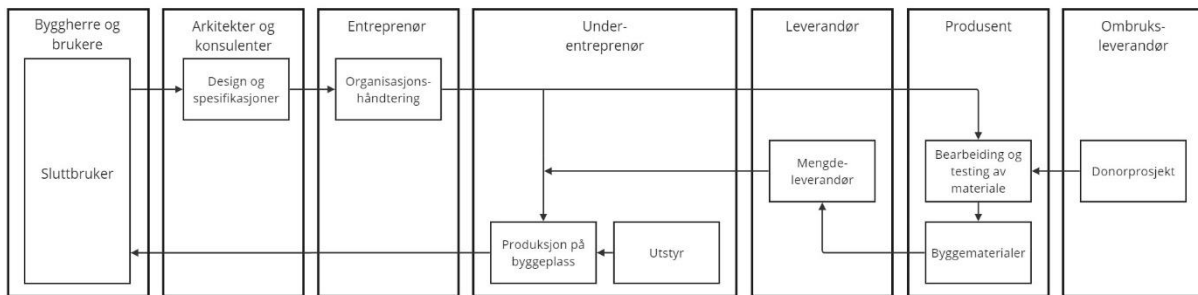 Byggherre og
brukere
Sluttbruker
Arkitekter og
konsulenter
Design og
spesifikasjoner
Entreprenør
Organisasjons-
håndtering
Under-
entreprenør
Produksjon på
byggeplass
Utstyr
Leverandør
Mengde-
leverandør
Produsent
Bearbeiding og
testing av
materiale
Byggematerialer
Ombruks-
leverandør
Donorprosjekt